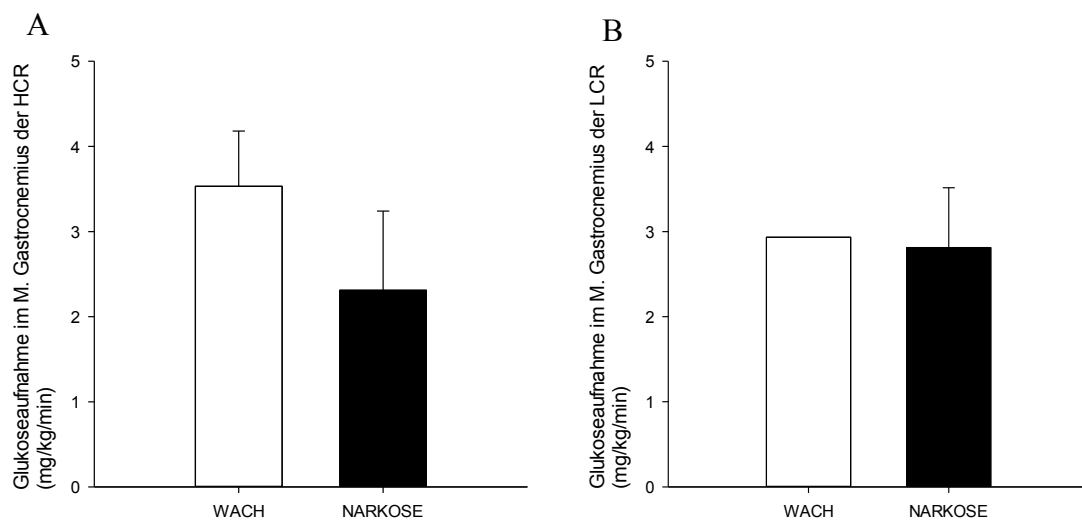 A
Glukoseaufnahme im M. Gastrocnemius der HCR
(mg/kg/min)
5
4
3
2
1
0
WACH NARKOSE
B
Glukoseaufnahme im M. Gastrocnemius der LCR
(mg/kg/min)
5
4
3
2
1
0
WACH NARKOSE